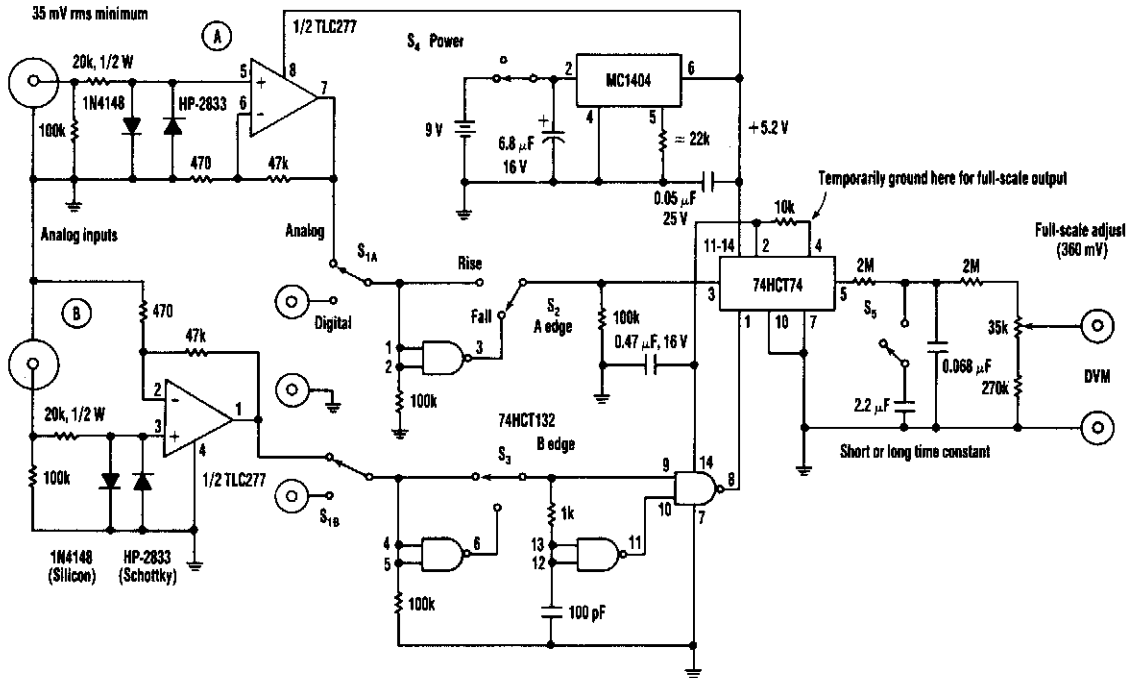 35 mV rms minimum
A
1/2 TLC277
S4 Power
20k, 1/2 W
1N4148
HP-2833
100k
5
+
8
7
6
-
470
47k
2
MC1404
6
4
5
≈ 22k
9 V
+
6.8 µF
16 V
+5.2 V
0.05 µF
25 V
Temporarily ground here for full-scale output
10k
Full-scale adjust
(360 mV)
Analog inputs
Analog
S1A
Rise
Digital
Fall
S2
A edge
11-14
2
4
3
74HCT74
5
1
10
7
2M
S5
2M
35k
B
470
47k
1
2
3
100k
100k
0.47 µF, 16 V
0.068 µF
2.2 µF
270k
DVM
20k, 1/2 W
2
-
3
+
1
4
1/2 TLC277
100k
74HCT132
B edge
S3
Short or long time constant
S1B
9
10
14
8
7
1k
4
5
6
13
12
11
100k
100 pF
1N4148
(Silicon)
HP-2833
(Schottky)